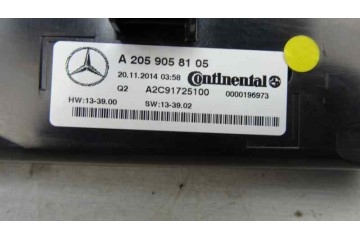 A 205 905 81 05
20.11.2014 03:58 Continental
Q2 A2C91725100 0000196973
HW:13-39.00 SW:13-39.02